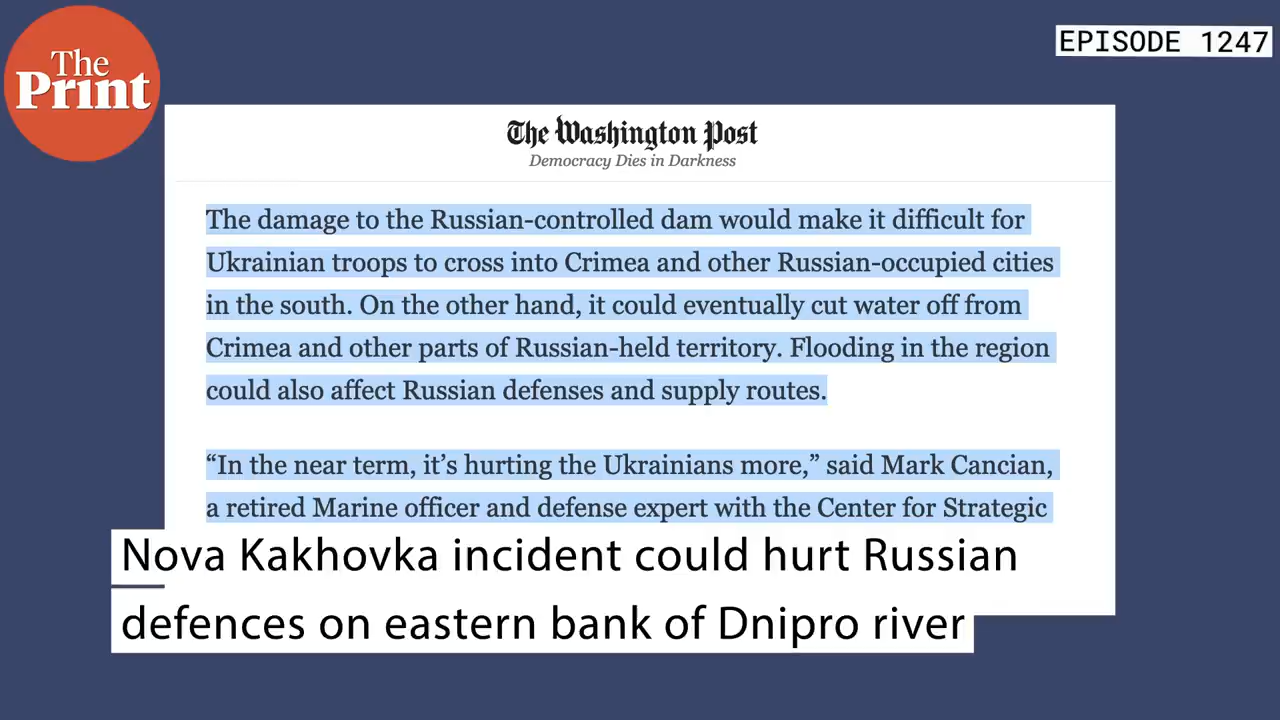 The
Print
EPISODE 1247
The Washington Post
Democracy Dies in Darkness
The damage to the Russian-controlled dam would make it difficult for
Ukrainian troops to cross into Crimea and other Russian-occupied cities
in the south. On the other hand, it could eventually cut water off from
Crimea and other parts of Russian-held territory. Flooding in the region
could also affect Russian defenses and supply routes.
“In the near term, it’s hurting the Ukrainians more,” said Mark Cancian,
a retired Marine officer and defense expert with the Center for Strategic
Nova Kakhovka incident could hurt Russian
defences on eastern bank of Dnipro river